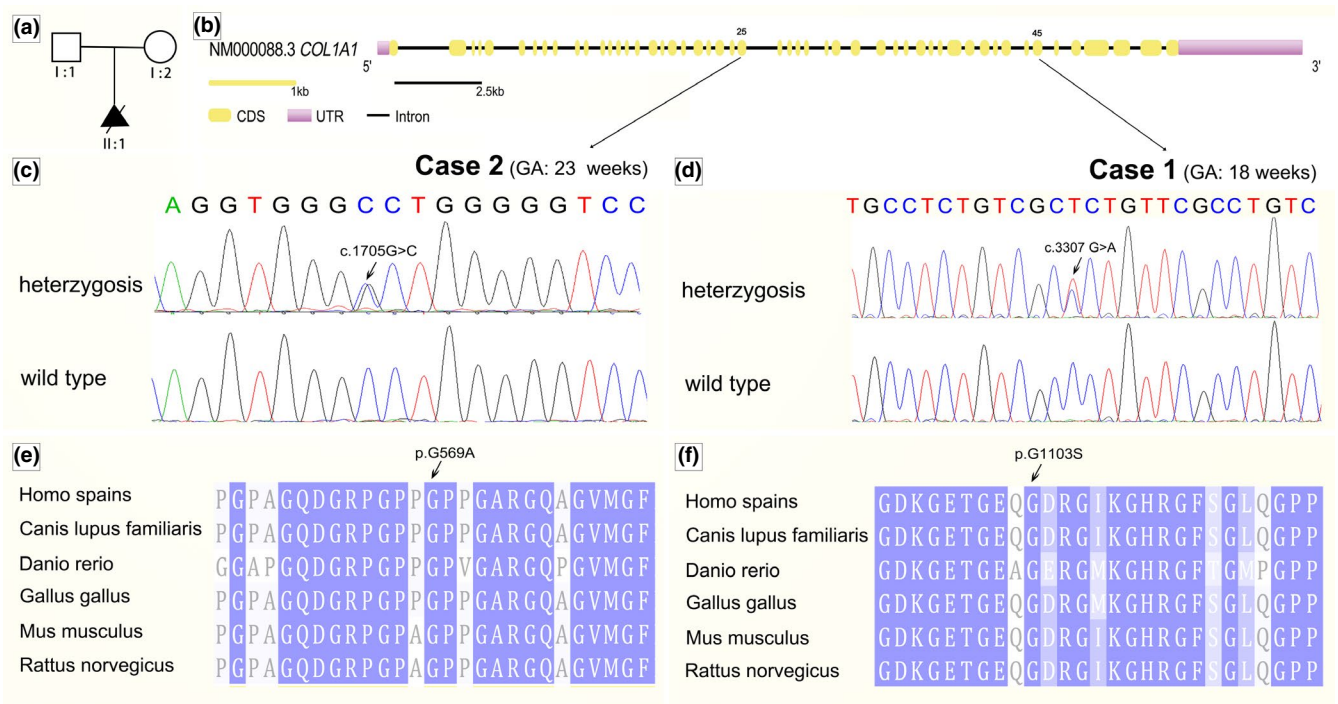 (a)
I:1
I:2
II:1
(b)
NM000088.3 COL1A1
5'
25
45
3'
1kb
2.5kb
CDS
UTR
Intron
(c)
Case 2 (GA: 23 weeks)
AGGTGGGCCTGGGGGTCC
c.1705G>C
heterzygosis
wild type
(d)
Case 1 (GA: 18 weeks)
TGCCTCTGTCGCTCTGTTCGCCTGTC
c.3307 G>A
heterzygosis
wild type
(e)
p.G569A
Homo spains PGPAGQDGRPGPPGPPGARGQAGVMGF
Canis lupus familiaris PGPAGQDGRPGPPGPPGARGQAGVMGF
Danio rerio GGAPGQDGRPGPPGPVGARGQPGVMGF
Gallus gallus PGPAGQDGRPGPPGPPGARGQAGVMGF
Mus musculus PGPAGQDGRPGPAGPPGARGQAGVMGF
Rattus norvegicus PGPAGQDGRPGPAGPPGARGQAGVMGF
(f)
p.G1103S
Homo spains GDKGETGEQGDRGIKGHRGFSGLQGPP
Canis lupus familiaris GDKGETGEQGDRGIKGHRGFSGLQGPP
Danio rerio GDKGETGEAGERGMKGHRGFTGMPGPP
Gallus gallus GDKGETGEQGDRGMKGHRGFSGLQGPP
Mus musculus GDKGETGEQGDRGIKGHRGFSGLQGPP
Rattus norvegicus GDKGETGEQGDRGIKGHRGFSGLQGPP